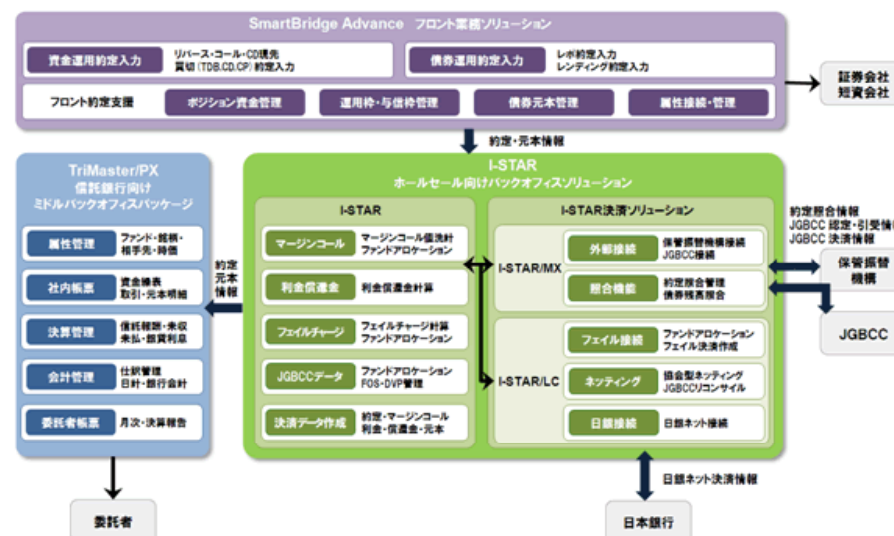 SmartBridge Advance フロント業務ソリューション
資金運用約定入力
リバース・コール・CD現先
買切（TDB,CD,CP）約定入力
債券運用約定入力
レポ約定入力
レンディング約定入力
フロント約定支援
ポジション資金管理
運用枠・与信枠管理
債券元本管理
属性接続・管理
証券会社
短資会社
約定・元本情報
TriMaster/PX
信託銀行向け
ミドルバックオフィスパッケージ
属性管理
ファンド・銘柄・
相手先・時価
社内帳票
資金繰表
取引・元本明細
決算管理
信託報酬・未収
未払・銀貸利息
会計管理
仕訳管理
日計・銀行会計
委託者帳票
月次・決算報告
約定
元本
情報
I-STAR
ホールセール向けバックオフィスソリューション
I-STAR
マージンコール
マージンコール値洗計
ファンドアロケーション
利金償還金
利金償還金計算
フェイルチャージ
フェイルチャージ計算
ファンドアロケーション
JGBCCデータ
ファンドアロケーション
FOS・DVP管理
決済データ作成
約定・マージンコール
利金・償還金・元本
I-STAR決済ソリューション
I-STAR/MX
外部接続
保管振替機構接続
JGBCC接続
照合機能
約定照合管理
債券残高照合
I-STAR/LC
フェイル接続
ファンドアロケーション
フェイル決済作成
ネッティング
協会型ネッティング
JGBCCリコンサイル
日銀接続
日銀ネット接続
約定照合情報
JGBCC 認定・引受情
JGBCC 決済情報
保管振替
機構
JGBCC
日銀ネット決済情報
委託者
日本銀行